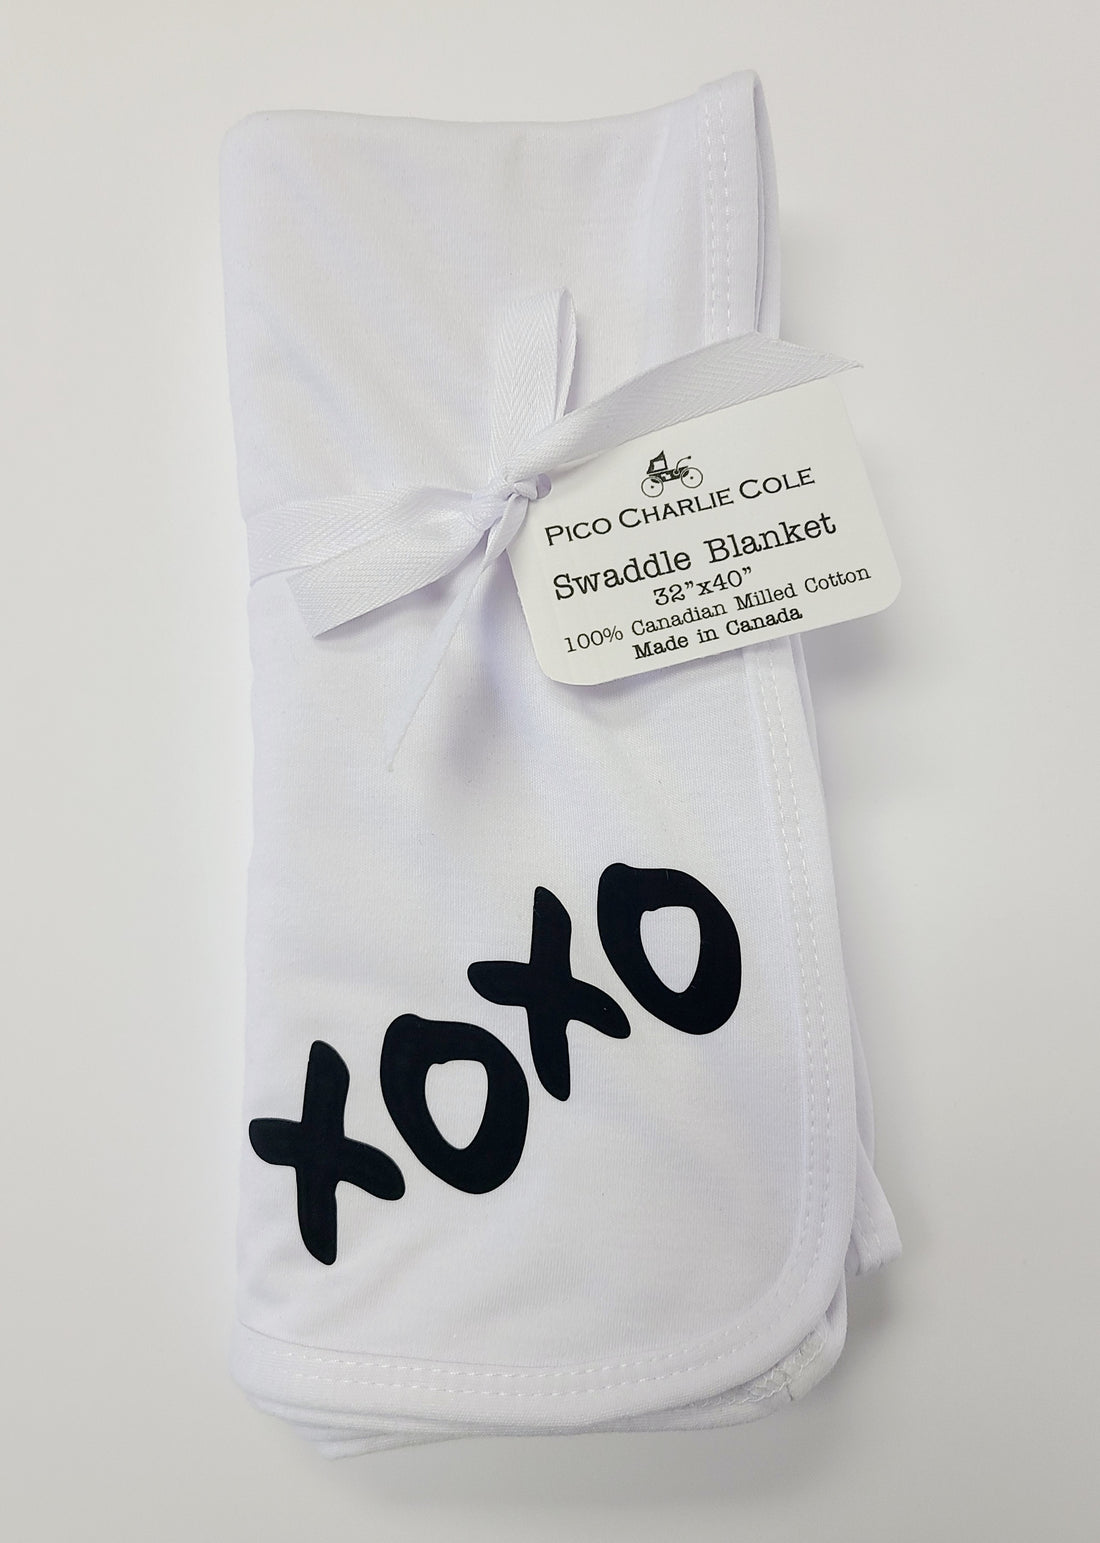 PICO CHARLIE COLE
Swaddle Blanket
32"x40"
100% Canadian Milled Cotton
Made in Canada
XOXO